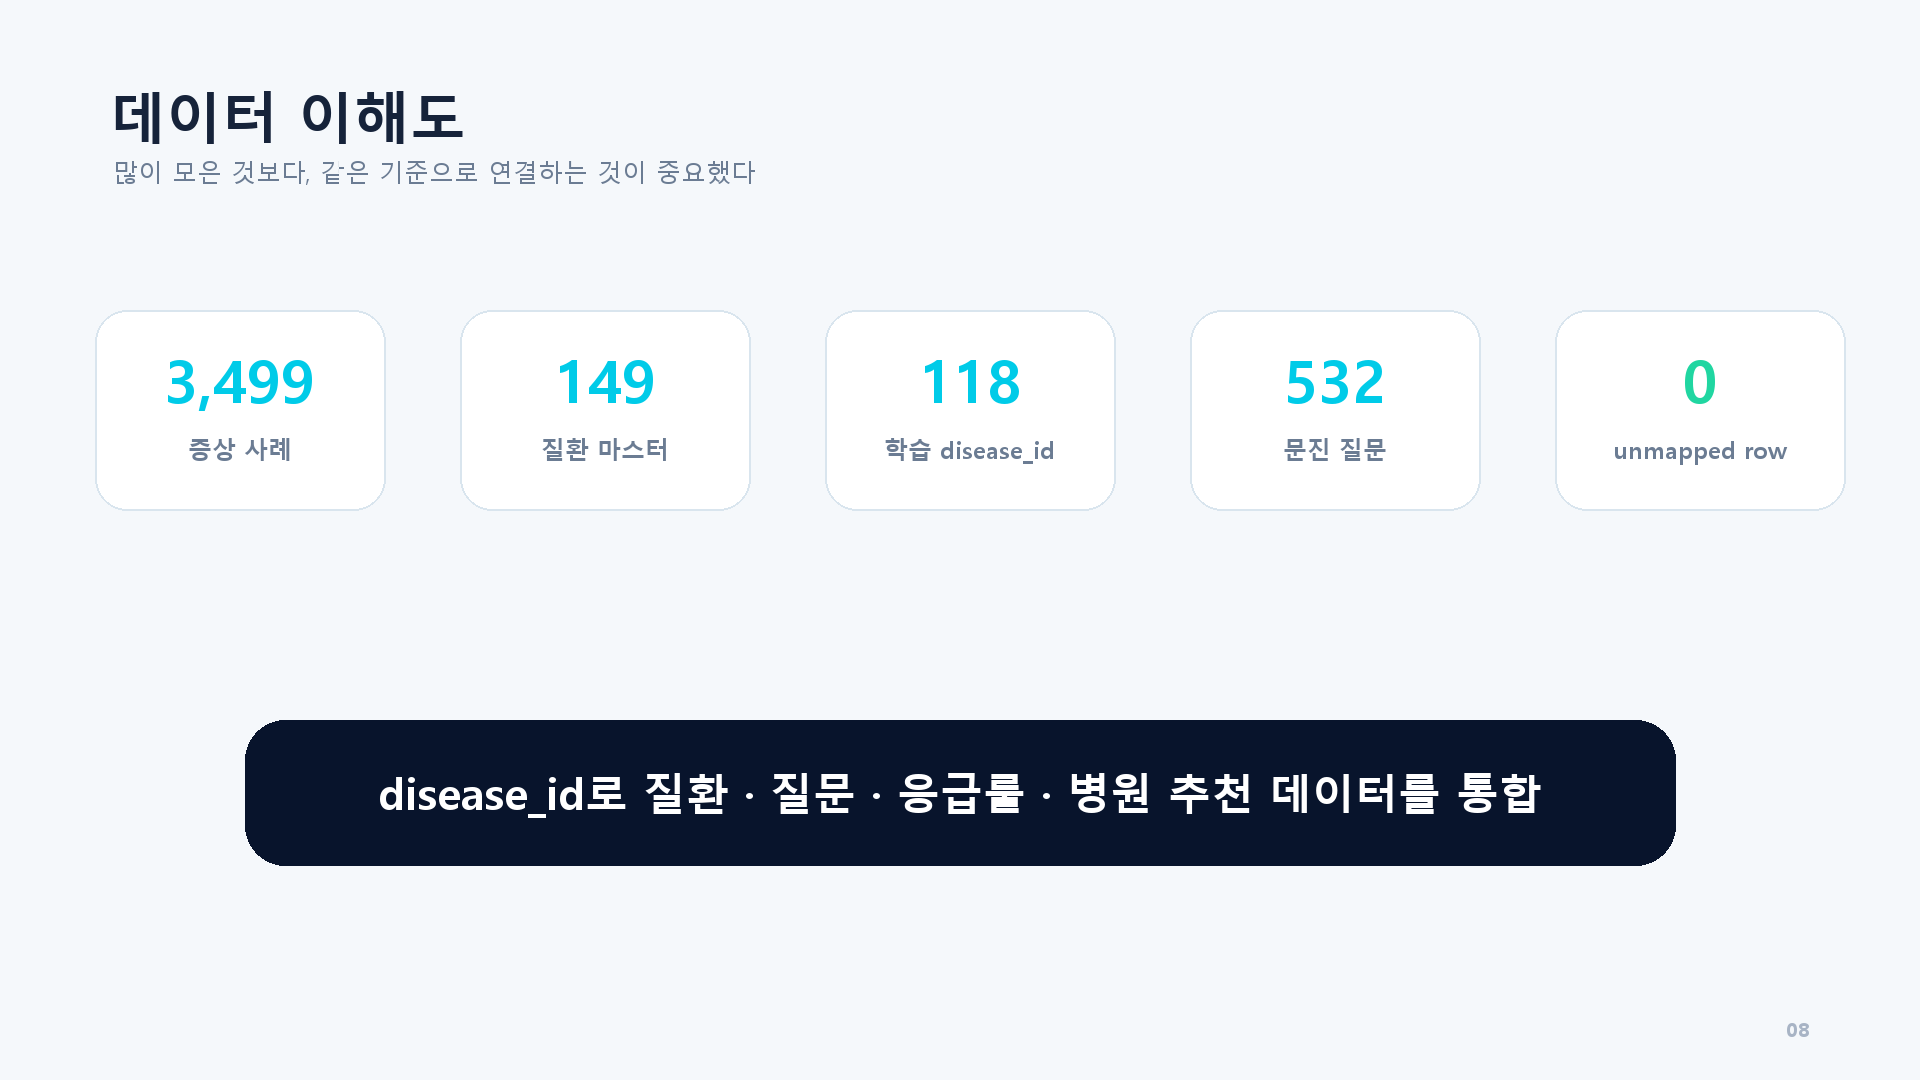 데이터 이해도
많이 모은 것보다, 같은 기준으로 연결하는 것이 중요했다
3,499
증상 사례
149
질환 마스터
118
학습 disease_id
532
문진 질문
0
unmapped row
disease_id로 질환 · 질문 · 응급룰 · 병원 추천 데이터를 통합
08